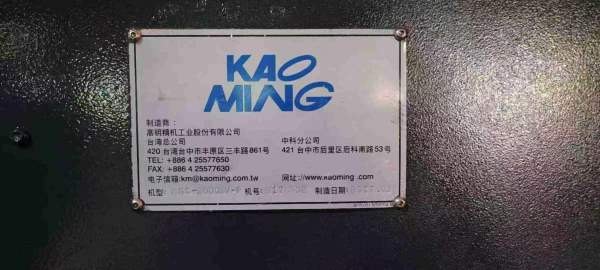 KAO
MING
制造商：
高明精机工业股份有限公司
台湾总公司 中科分公司
420 台湾台中市丰原区三丰路861号 421 台中市后里区后科南路53号
TEL: +886 4 25577650
FAX: +886 4 25577630
电子信箱:km@kaoming.com.tw 网址://www.kaoming.com
机型: 机号: 制造日期: